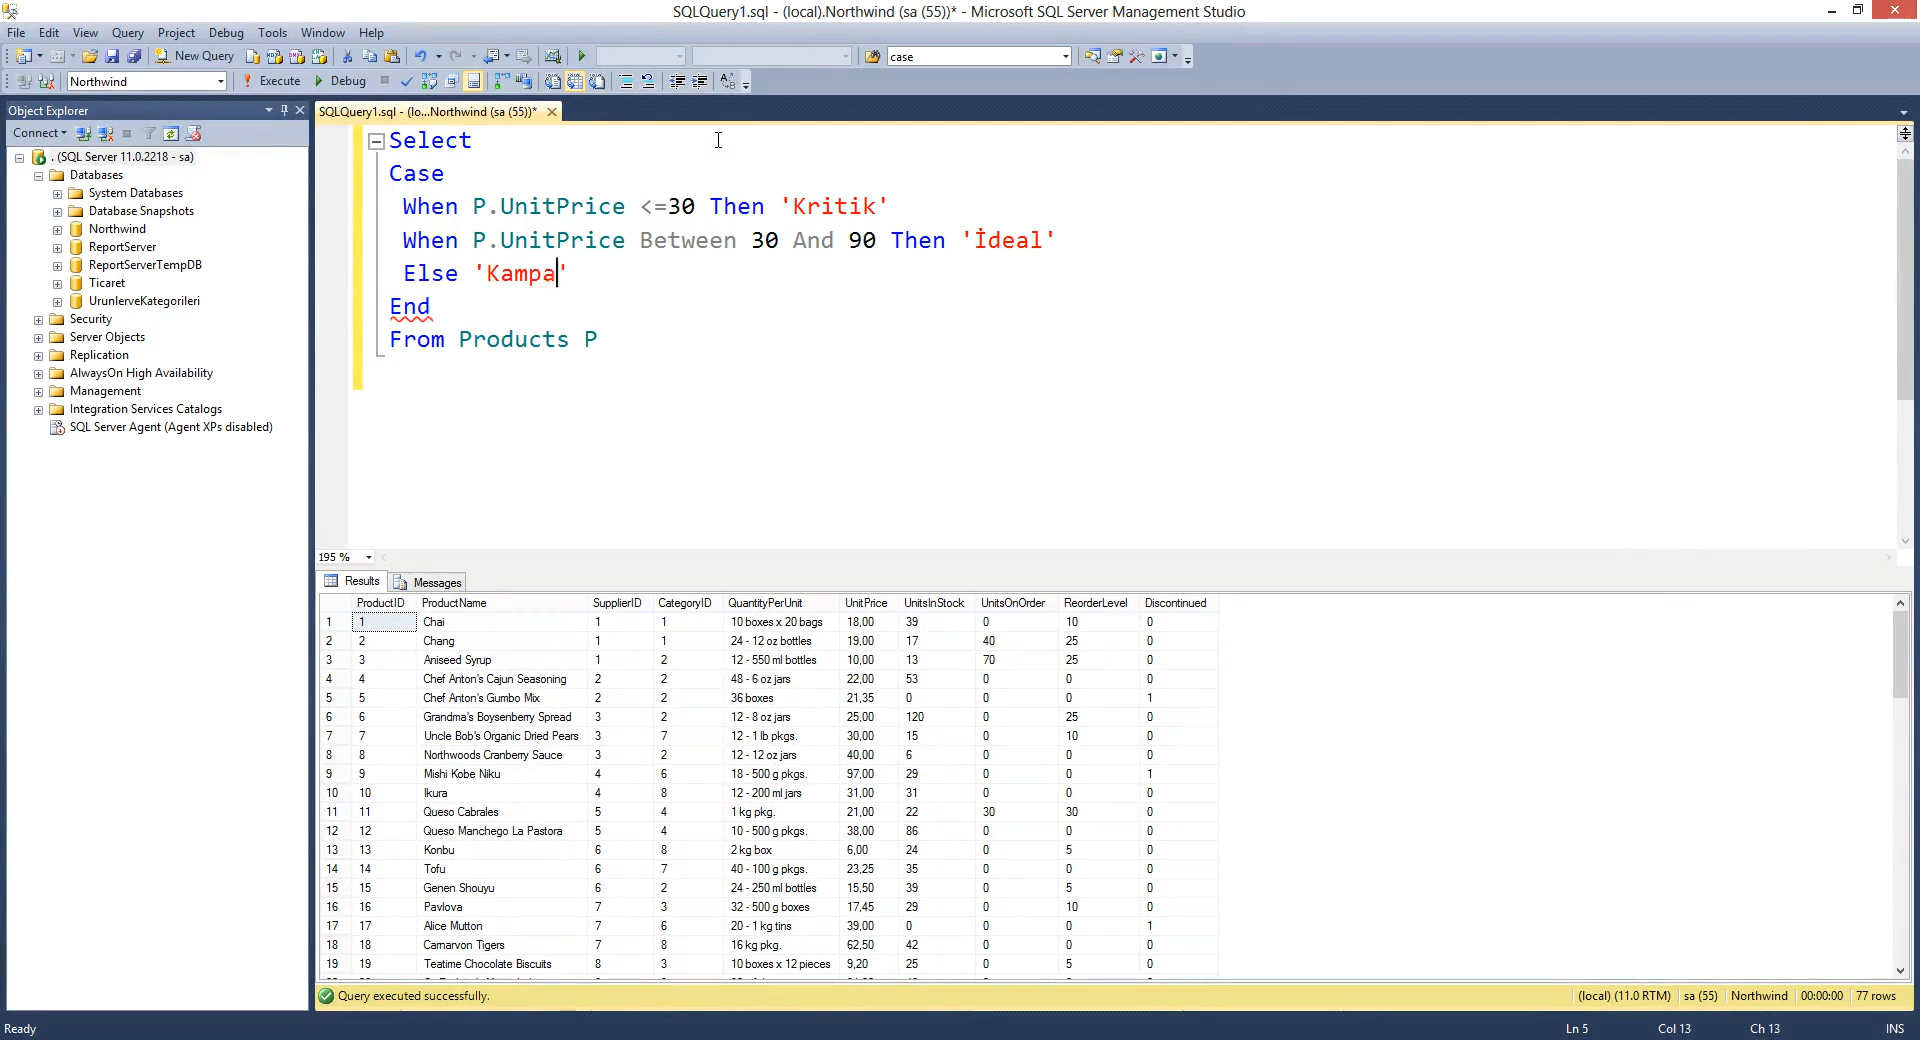 SQLQuery1.sql - (local).Northwind (sa (55))* - Microsoft SQL Server Management Studio
File Edit View Query Project Debug Tools Window Help
New Query case
Northwind Execute Debug
Object Explorer
Connect
. (SQL Server 11.0.2218 - sa)
Databases
System Databases
Database Snapshots
Northwind
ReportServer
ReportServerTempDB
Ticaret
UrunlerveKategorileri
Security
Server Objects
Replication
AlwaysOn High Availability
Management
Integration Services Catalogs
SQL Server Agent (Agent XPs disabled)
SQLQuery1.sql - (lo...Northwind (sa (55))*
Select
Case
When P.UnitPrice <=30 Then 'Kritik'
When P.UnitPrice Between 30 And 90 Then 'İdeal'
Else 'Kampa'
End
From Products P
195 %
Results Messages
ProductID ProductName SupplierID CategoryID QuantityPerUnit UnitPrice UnitsInStock UnitsOnOrder ReorderLevel Discontinued
1 1 Chai 1 1 10 boxes x 20 bags 18,00 39 0 10 0
2 2 Chang 1 1 24 - 12 oz bottles 19,00 17 40 25 0
3 3 Aniseed Syrup 1 2 12 - 550 ml bottles 10,00 13 70 25 0
4 4 Chef Anton's Cajun Seasoning 2 2 48 - 6 oz jars 22,00 53 0 0 0
5 5 Chef Anton's Gumbo Mix 2 2 36 boxes 21,35 0 0 0 1
6 6 Grandma's Boysenberry Spread 3 2 12 - 8 oz jars 25,00 120 0 25 0
7 7 Uncle Bob's Organic Dried Pears 3 7 12 - 1 lb pkgs. 30,00 15 0 10 0
8 8 Northwoods Cranberry Sauce 3 2 12 - 12 oz jars 40,00 6 0 0 0
9 9 Mishi Kobe Niku 4 6 18 - 500 g pkgs. 97,00 29 0 0 1
10 10 Ikura 4 8 12 - 200 ml jars 31,00 31 0 0 0
11 11 Queso Cabrales 5 4 1 kg pkg. 21,00 22 30 30 0
12 12 Queso Manchego La Pastora 5 4 10 - 500 g pkgs. 38,00 86 0 0 0
13 13 Konbu 6 8 2 kg box 6,00 24 0 5 0
14 14 Tofu 6 7 40 - 100 g pkgs. 23,25 35 0 0 0
15 15 Genen Shouyu 6 2 24 - 250 ml bottles 15,50 39 0 5 0
16 16 Pavlova 7 3 32 - 500 g boxes 17,45 29 0 10 0
17 17 Alice Mutton 7 6 20 - 1 kg tins 39,00 0 0 0 1
18 18 Carnarvon Tigers 7 8 16 kg pkg. 62,50 42 0 0 0
19 19 Teatime Chocolate Biscuits 8 3 10 boxes x 12 pieces 9,20 25 0 5 0
Query executed successfully. (local) (11.0 RTM) sa (55) Northwind 00:00:00 77 rows
Ready Ln 5 Col 13 Ch 13 INS